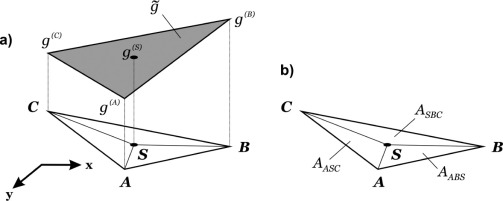 a)
g̃
g⁽ᴮ⁾
g⁽ᶜ⁾
g⁽ˢ⁾
g⁽ᴬ⁾
C
S
B
A
x
y
b)
C
A_SBC
S
B
A_ASC
A_ABS
A